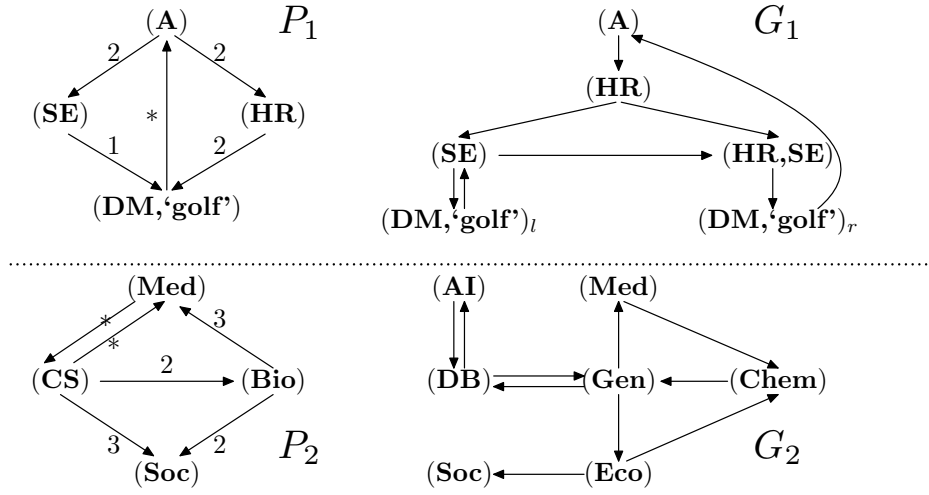 (A) P1 (A) G1
2 2
(HR)
(SE) * (HR)
1 2 (SE) (HR,SE)
(DM,‘golf’) (DM,‘golf’)l (DM,‘golf’)r
(Med) (AI) (Med)
* 3
*
(CS) 2 (Bio) (DB) (Gen) (Chem)
3 2 P2 G2
(Soc) (Soc) (Eco)